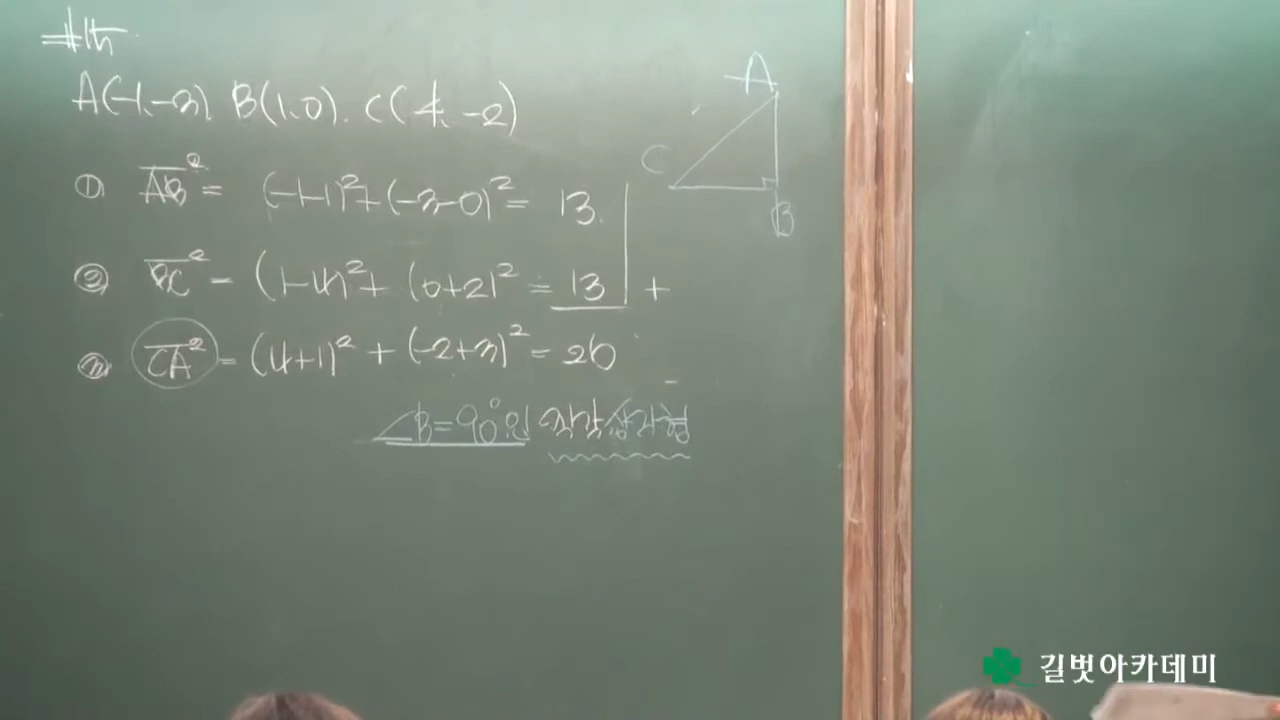 #15
A(-1,-3). B(1,0). C(4,-2)
① AB² = (-1-1)²+(-3-0)² = 13.
② BC² = (1-4)²+ (0+2)² = 13 +
③ CA² = (4+1)² + (-2+3)² = 26
∠B=90°인 직각삼각형
A
C
B
길벗아카데미